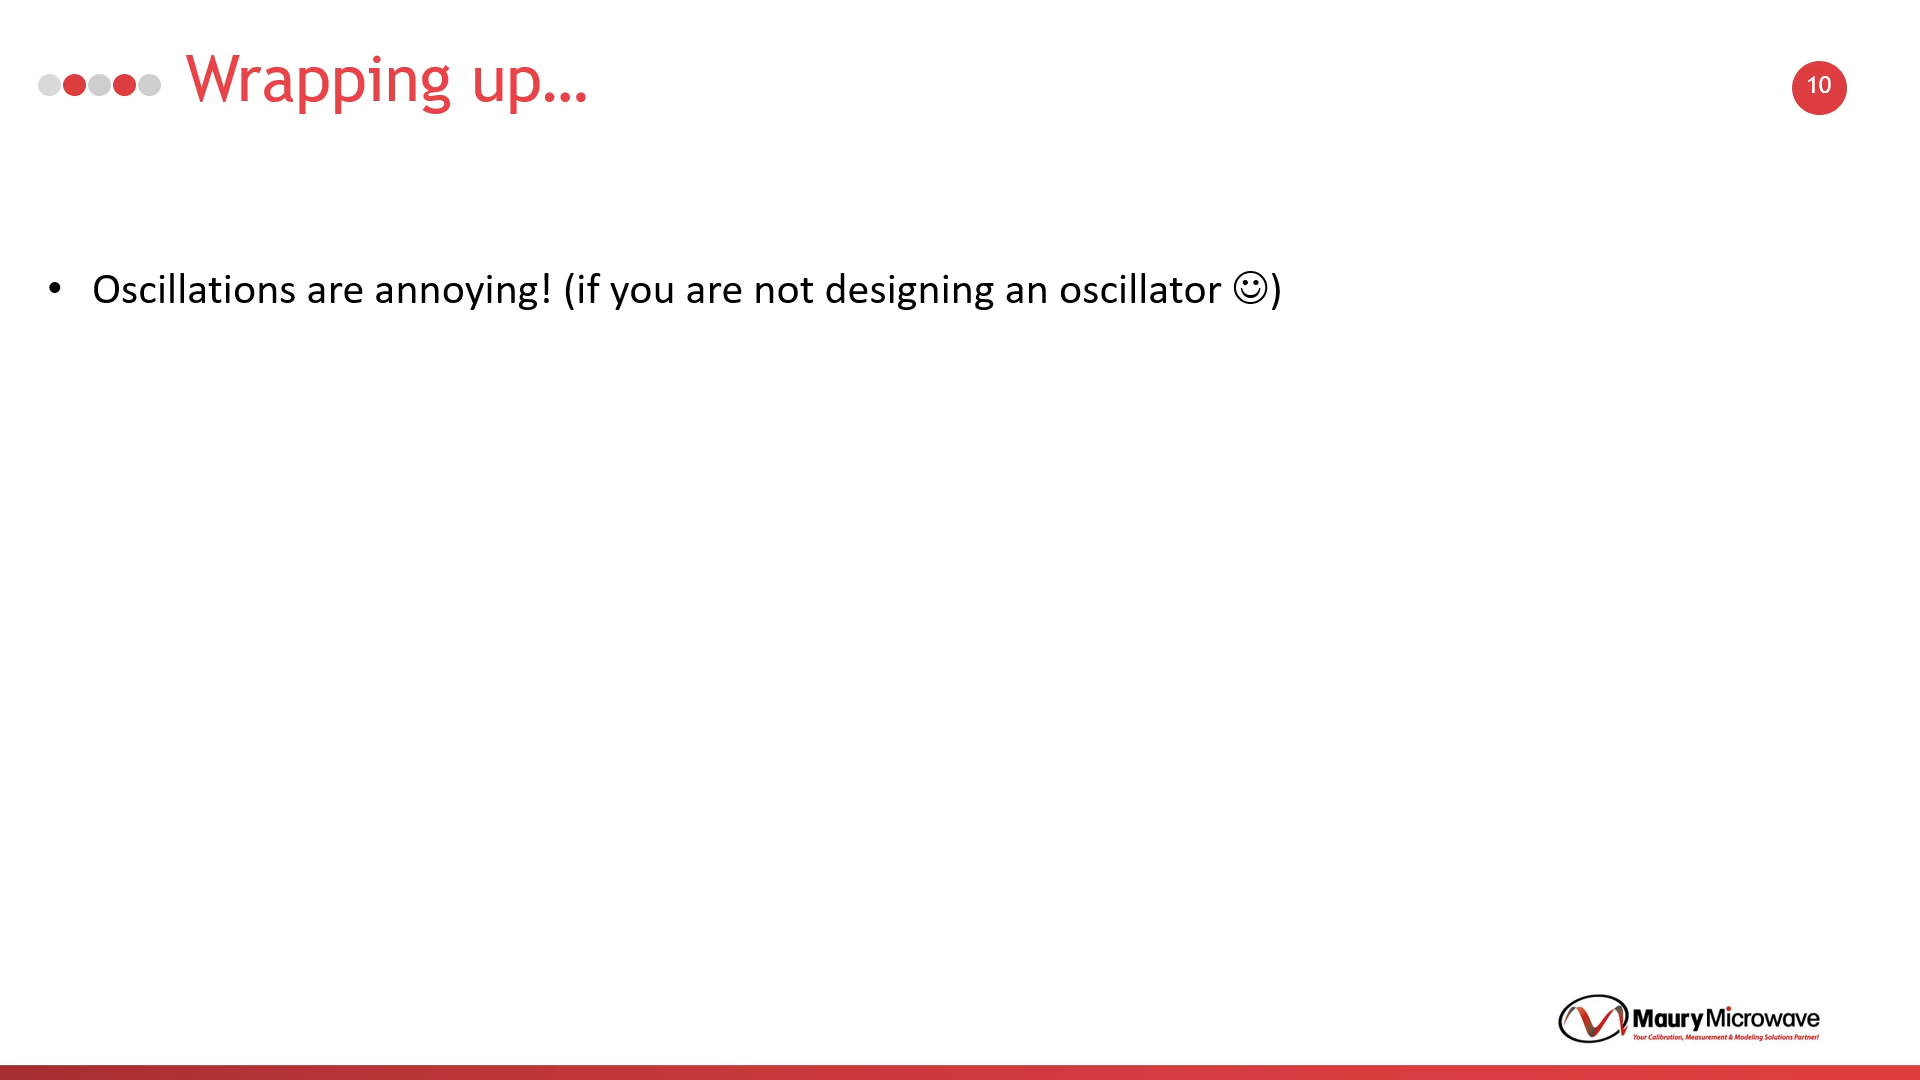 Wrapping up...
10
• Oscillations are annoying! (if you are not designing an oscillator ☺)
Maury Microwave
Your Calibration, Measurement & Modeling Solutions Partner!